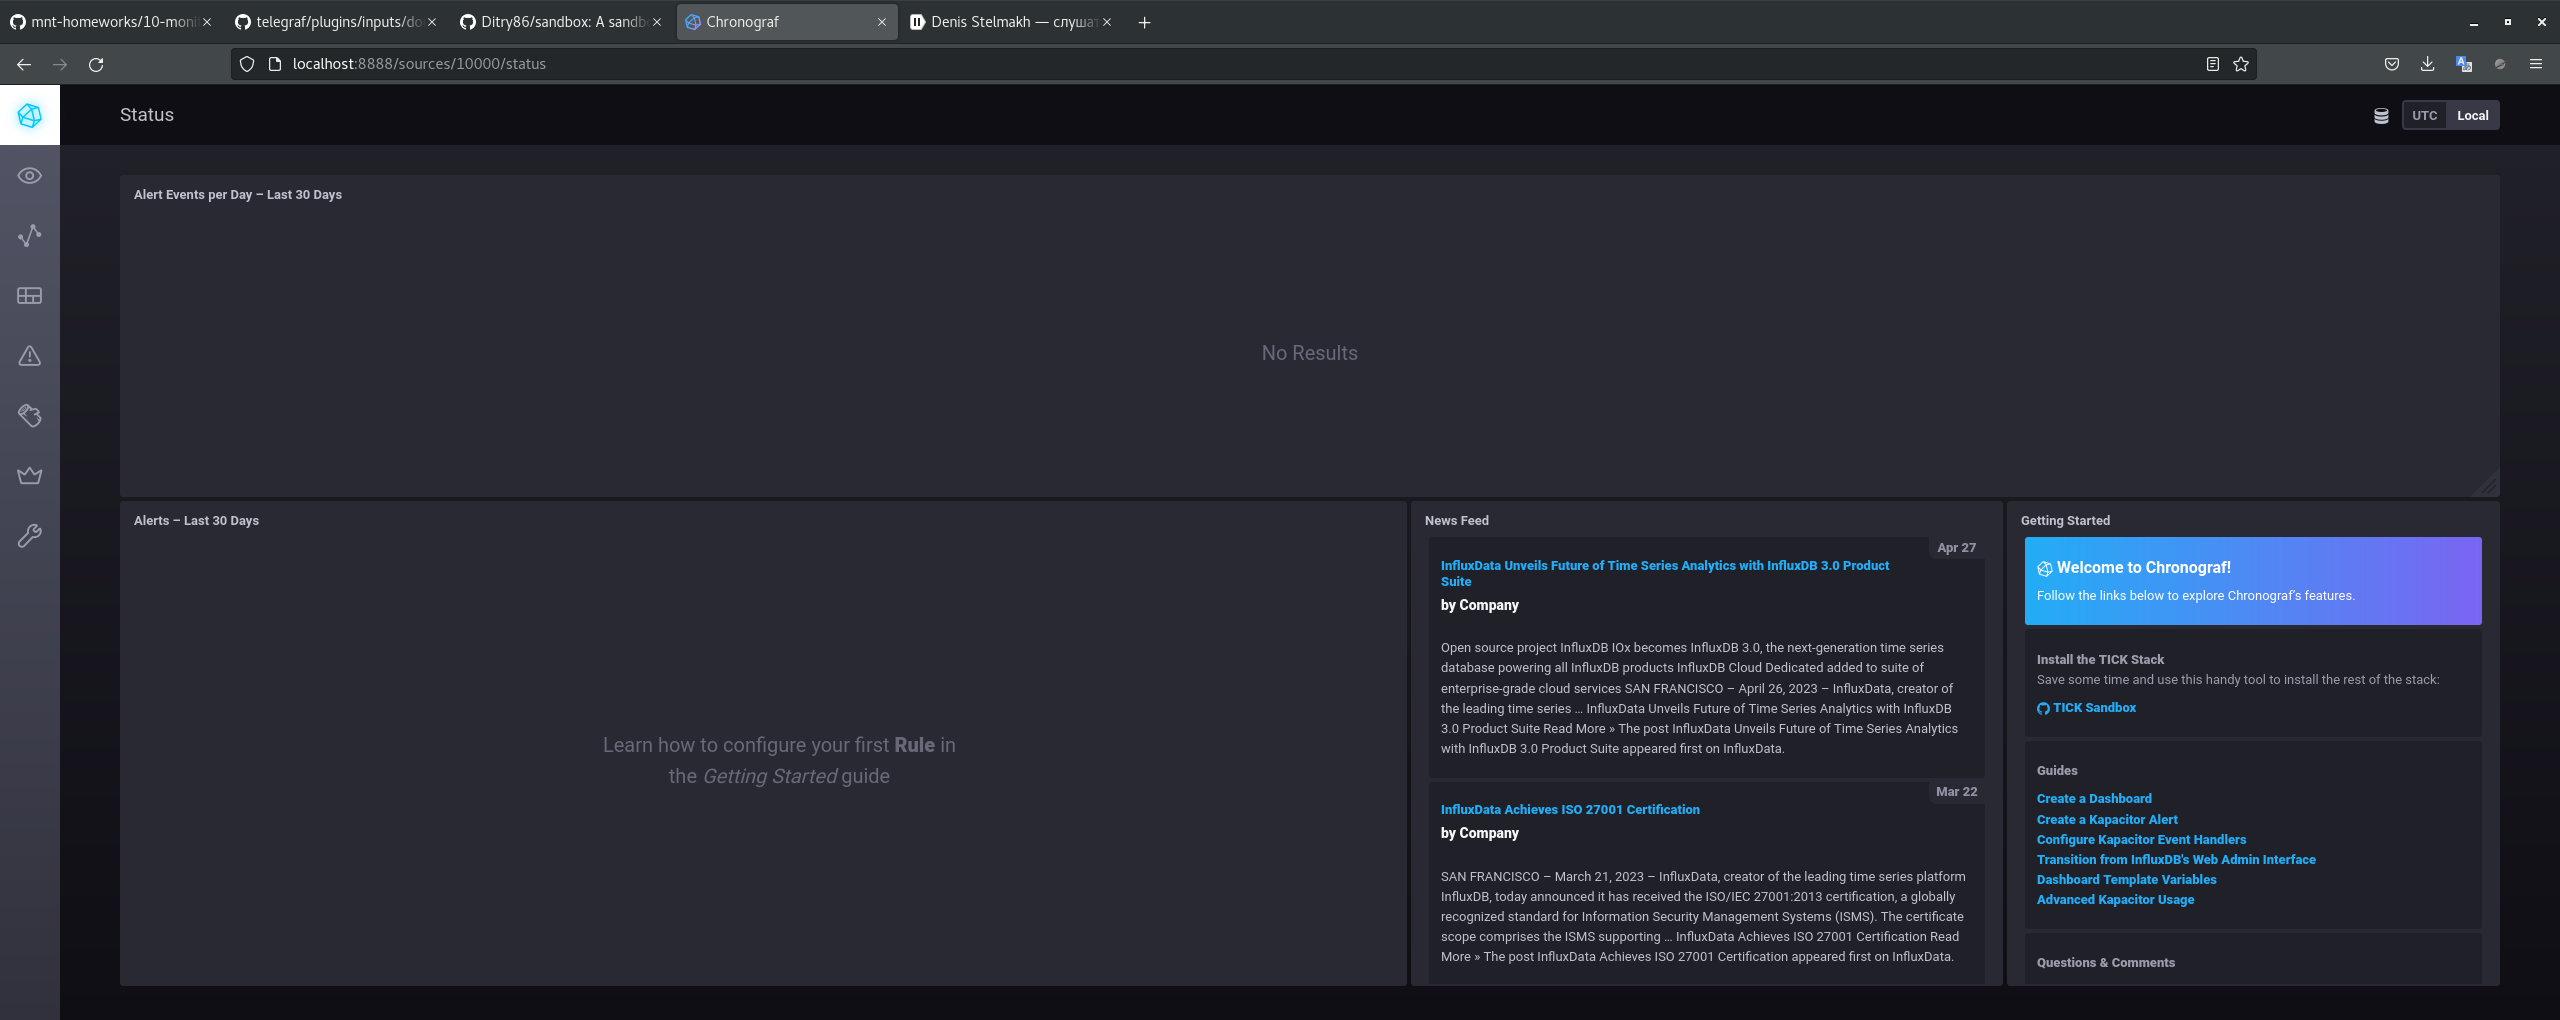 mnt-homeworks/10-moni
telegraf/plugins/inputs/do
Ditry86/sandbox: A sandb
Chronograf
Denis Stelmakh — слушат
localhost:8888/sources/10000/status
Status
UTC
Local
Alert Events per Day – Last 30 Days
No Results
Alerts – Last 30 Days
Learn how to configure your first Rule in
the Getting Started guide
News Feed
Apr 27
InfluxData Unveils Future of Time Series Analytics with InfluxDB 3.0 Product
Suite
by Company
Open source project InfluxDB IOx becomes InfluxDB 3.0, the next-generation time series
database powering all InfluxDB products InfluxDB Cloud Dedicated added to suite of
enterprise-grade cloud services SAN FRANCISCO – April 26, 2023 – InfluxData, creator of
the leading time series … InfluxData Unveils Future of Time Series Analytics with InfluxDB
3.0 Product Suite Read More » The post InfluxData Unveils Future of Time Series Analytics
with InfluxDB 3.0 Product Suite appeared first on InfluxData.
Mar 22
InfluxData Achieves ISO 27001 Certification
by Company
SAN FRANCISCO – March 21, 2023 – InfluxData, creator of the leading time series platform
InfluxDB, today announced it has received the ISO/IEC 27001:2013 certification, a globally
recognized standard for Information Security Management Systems (ISMS). The certificate
scope comprises the ISMS supporting … InfluxData Achieves ISO 27001 Certification Read
More » The post InfluxData Achieves ISO 27001 Certification appeared first on InfluxData.
Getting Started
Welcome to Chronograf!
Follow the links below to explore Chronograf’s features.
Install the TICK Stack
Save some time and use this handy tool to install the rest of the stack:
TICK Sandbox
Guides
Create a Dashboard
Create a Kapacitor Alert
Configure Kapacitor Event Handlers
Transition from InfluxDB's Web Admin Interface
Dashboard Template Variables
Advanced Kapacitor Usage
Questions & Comments